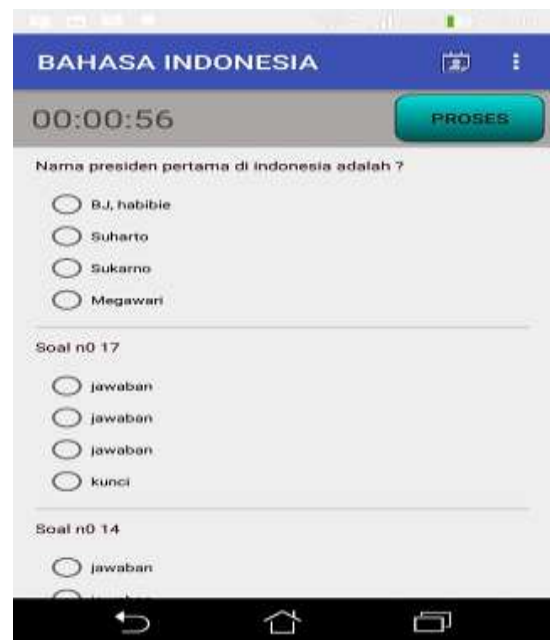 BAHASA INDONESIA
00:00:56
PROSES
Nama presiden pertama di indonesia adalah ?
BJ, habibie
Suharto
Sukarno
Megawari
Soal n0 17
jawaban
jawaban
jawaban
kunci
Soal n0 14
jawaban